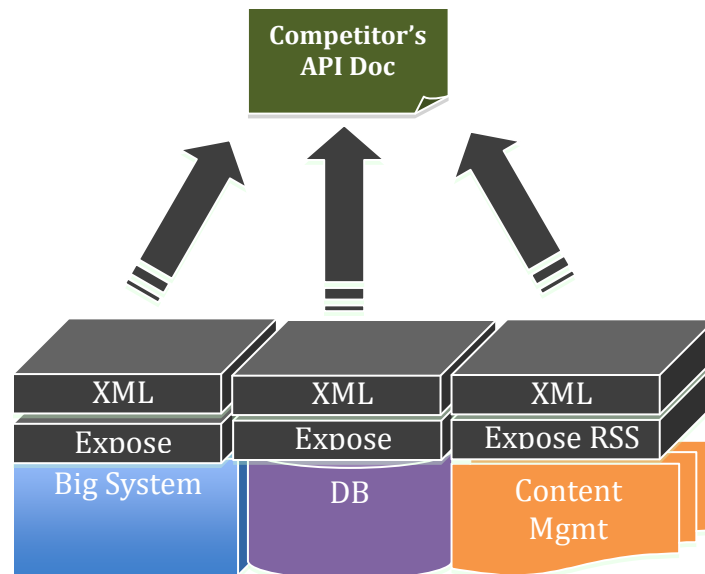 Competitor's
API Doc
XML
XML
XML
Expose
Expose
Expose RSS
Big System
DB
Content
Mgmt